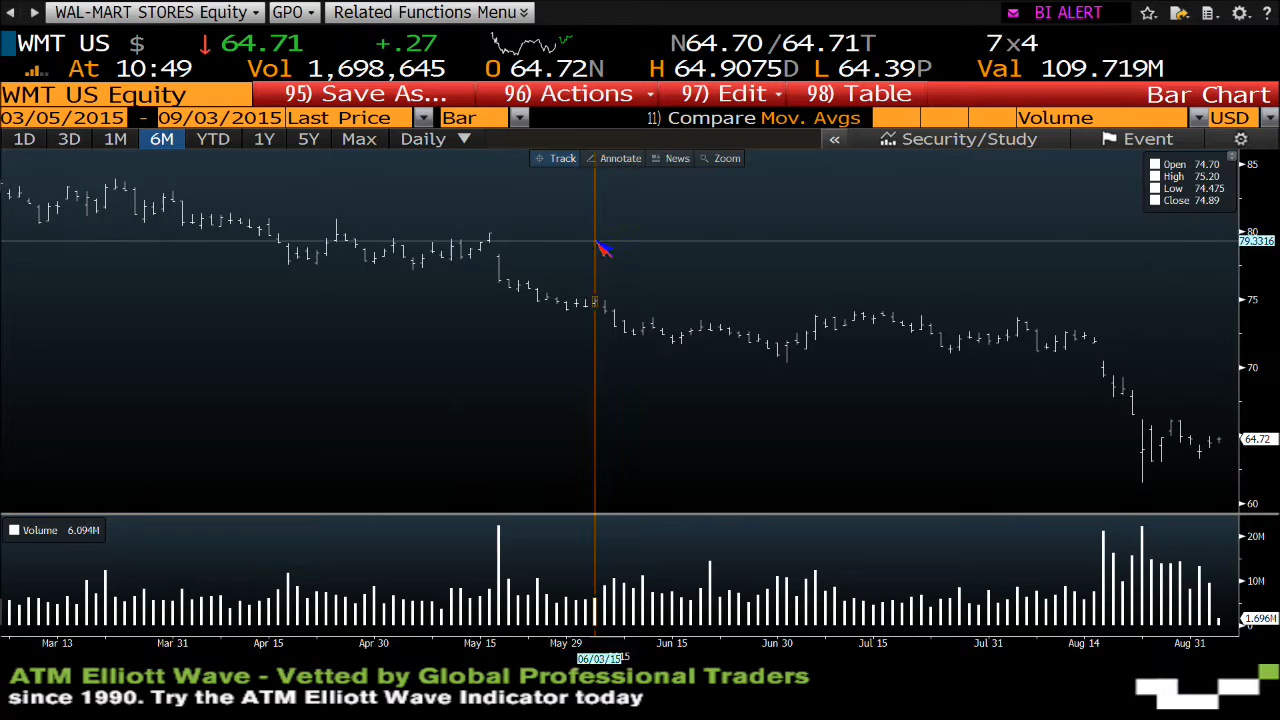 WAL-MART STORES Equity GPO Related Functions Menu BI ALERT ?
WMT US $ ↓ 64.71 +.27 N64.70 /64.71T 7x4
At 10:49 Vol 1,698,645 O 64.72N H 64.9075D L 64.39P Val 109.719M
WMT US Equity 95) Save As... 96) Actions 97) Edit 98) Table Bar Chart
03/05/2015 - 09/03/2015 Last Price Bar 11) Compare Mov. Avgs Volume USD
1D 3D 1M 6M YTD 1Y 5Y Max Daily « Security/Study Event
Track Annotate News Zoom
Open 74.70
High 75.20
Low 74.475
Close 74.89
85
80
79.3316
75
70
64.72
60
Volume 6.094M
20M
10M
1.696M
0
Mar 13 Mar 31 Apr 15 Apr 30 May 15 May 29 Jun 15 Jun 30 Jul 15 Jul 31 Aug 14 Aug 31
06/03/15 15
ATM Elliott Wave - Vetted by Global Professional Traders
since 1990. Try the ATM Elliott Wave Indicator today